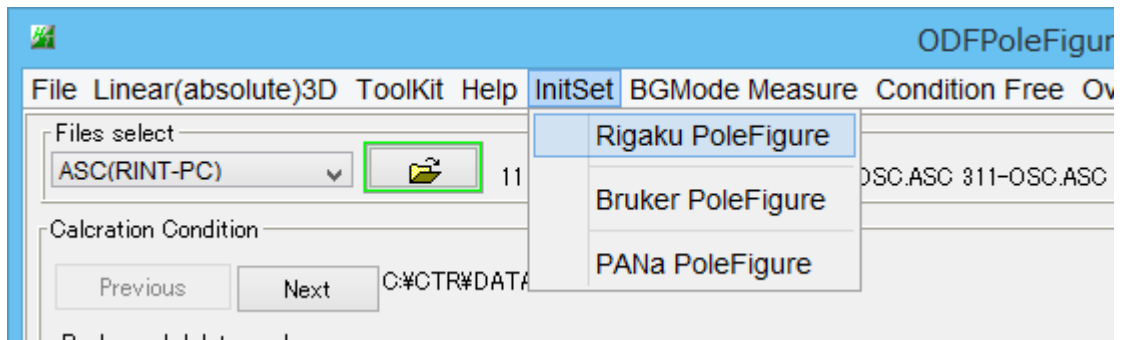 ODFPoleFigur
File Linear(absolute)3D ToolKit Help InitSet BGMode Measure Condition Free Ov
Files select
Rigaku PoleFigure
ASC(RINT-PC)
11
OSC.ASC 311-OSC.ASC
Bruker PoleFigure
Calcration Condition
PANa PoleFigure
Previous
Next
C:¥CTR¥DATA